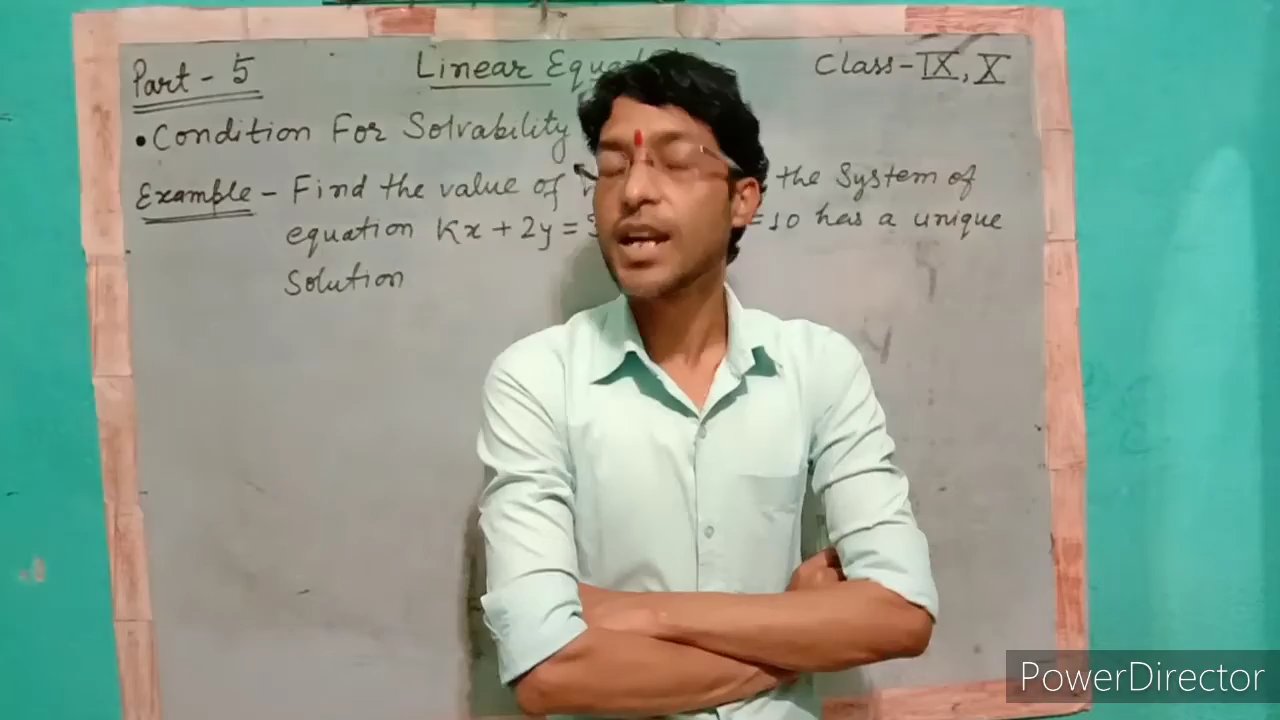 Part - 5 Linear Class - IX, X
• Condition For Solvability
Example - Find the value of the System of
equation Kx + 2y = =10 has a unique
Solution
PowerDirector